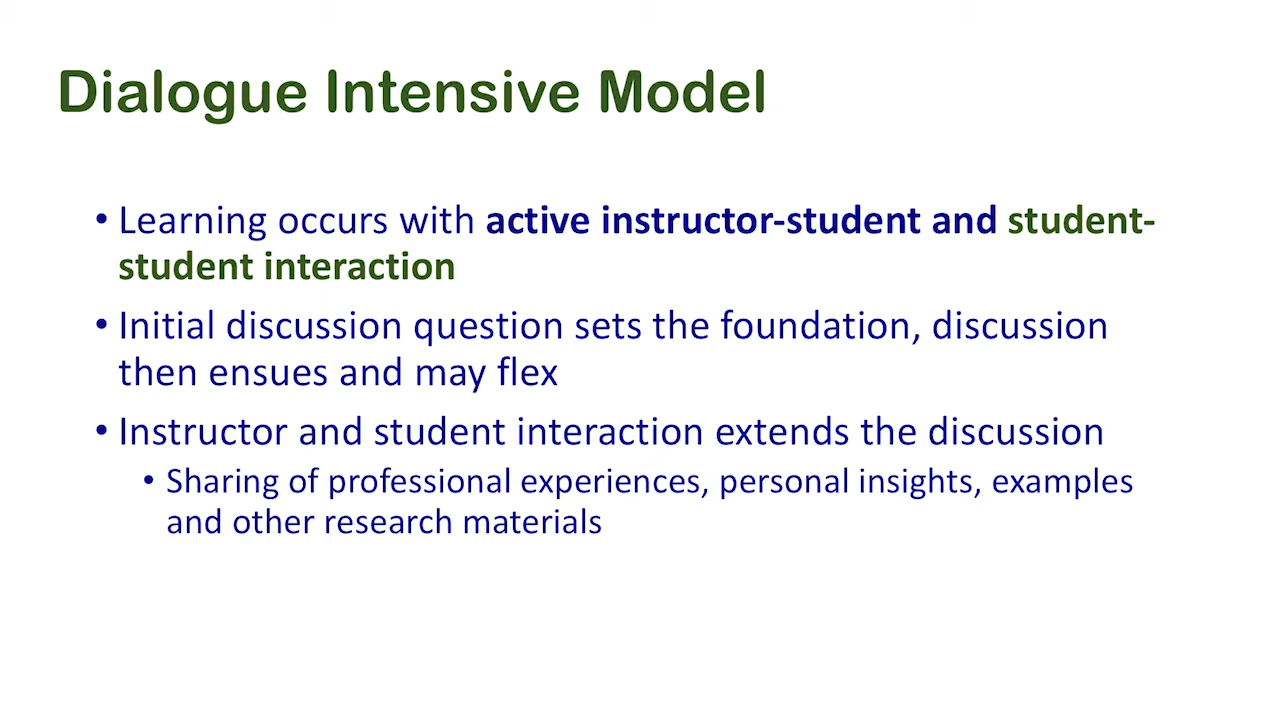 Dialogue Intensive Model
• Learning occurs with active instructor-student and student-
student interaction
• Initial discussion question sets the foundation, discussion
then ensues and may flex
• Instructor and student interaction extends the discussion
• Sharing of professional experiences, personal insights, examples
and other research materials